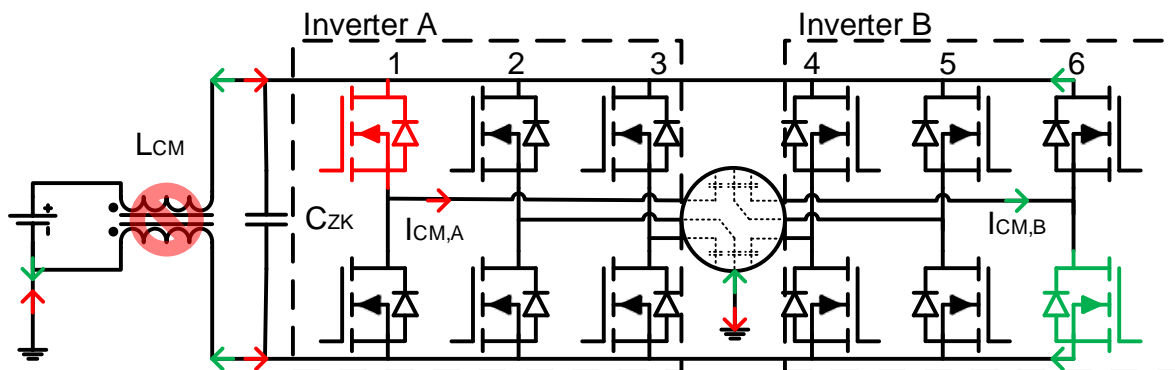 Inverter A
Inverter B
1 2 3 4 5 6
LCM
+
-
CZK
ICM,A
ICM,B